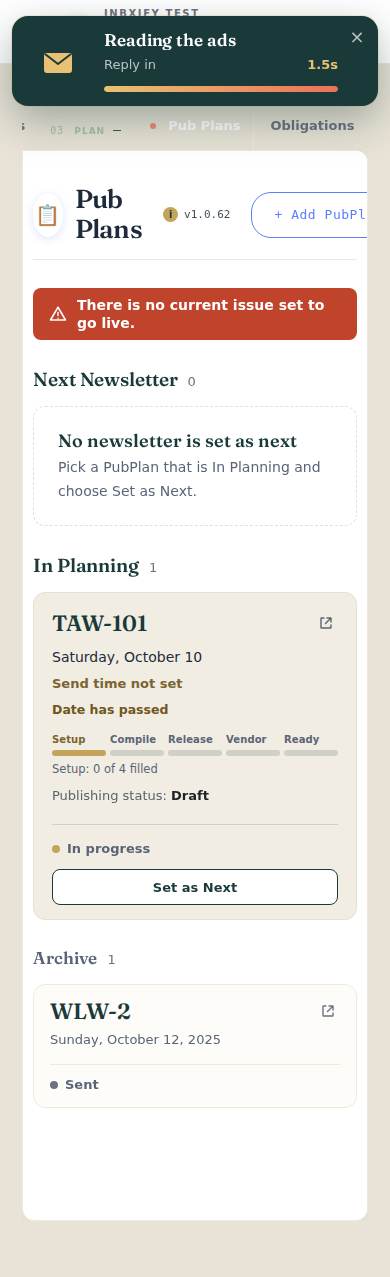 INBXIFY TEST
Reading the ads
Reply in 1.5s
03 PLAN — Pub Plans Obligations
Pub Plans
v1.0.62
+ Add PubPl
There is no current issue set to go live.
Next Newsletter 0
No newsletter is set as next
Pick a PubPlan that is In Planning and
choose Set as Next.
In Planning 1
TAW-101
Saturday, October 10
Send time not set
Date has passed
Setup Compile Release Vendor Ready
Setup: 0 of 4 filled
Publishing status: Draft
In progress
Set as Next
Archive 1
WLW-2
Sunday, October 12, 2025
Sent